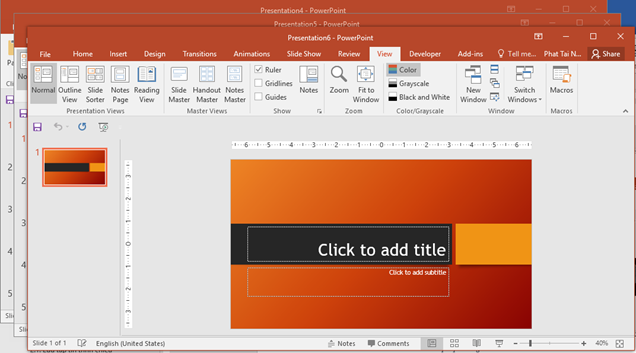 Presentation4 - PowerPoint
Presentation5 - PowerPoint
Presentation6 - PowerPoint
File Home Insert Design Transitions Animations Slide Show Review View Developer Add-ins Tell me... Phat Tai N... Share
Normal Outline View Slide Sorter Notes Page Reading View
Presentation Views
Slide Master Handout Master Notes Master
Master Views
Ruler
Gridlines
Guides
Show
Notes
Zoom Fit to Window
Zoom
Color
Grayscale
Black and White
Color/Grayscale
New Window Switch Windows
Window
Macros
Macros
6 5 4 3 2 1 0 1 2 3 4 5 6
3 2 1 0 1 2 3
1
1
2
3
4
5
Click to add title
Click to add subtitle
Slide 1 of 1 English (United States) Notes Comments 40%